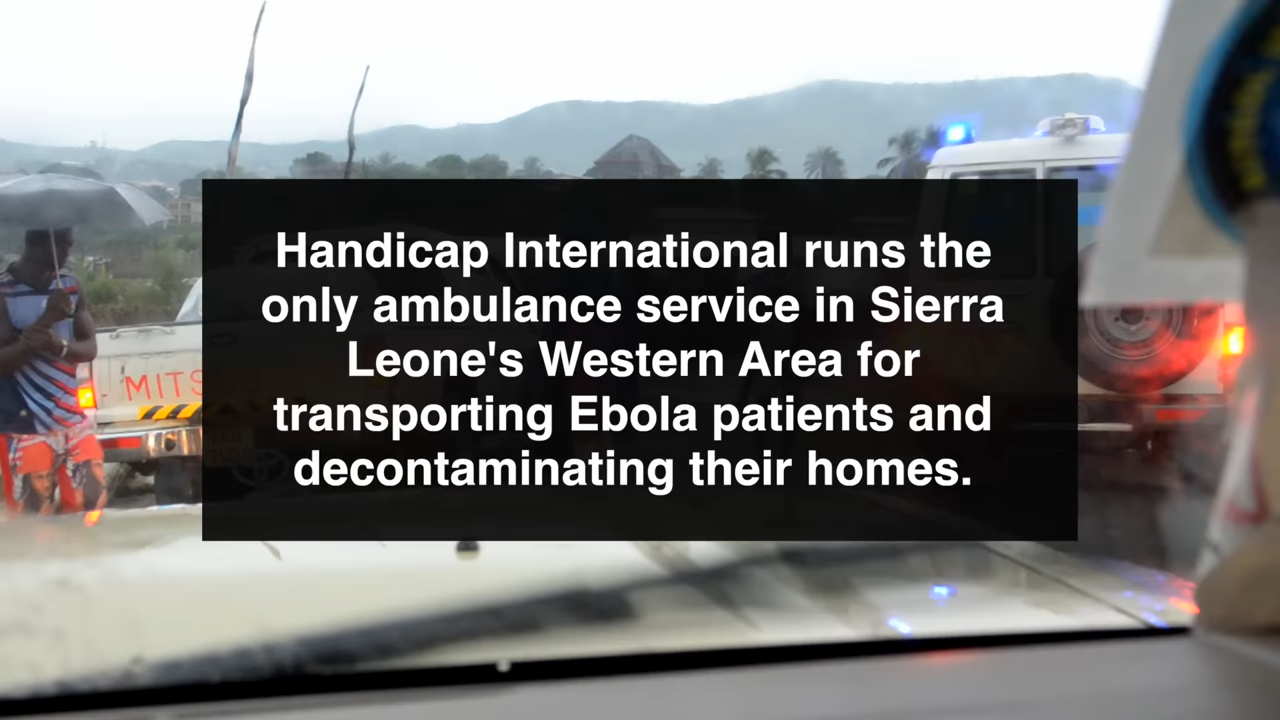 Handicap International runs the
only ambulance service in Sierra
Leone's Western Area for
transporting Ebola patients and
decontaminating their homes.
MITS